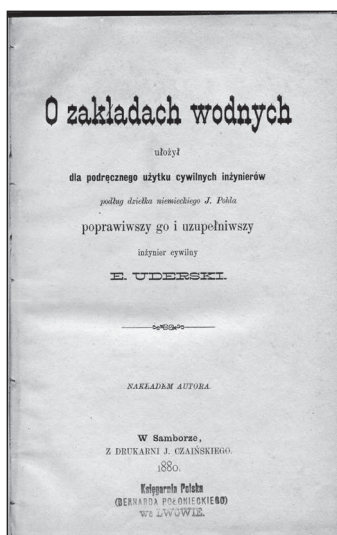 O zakładach wodnych
ułożył
dla podręcznego użytku cywilnych inżynierów
podług dziełka niemieckiego J. Pohla
poprawiwszy go i uzupełniwszy
inżynier cywilny
E. UDERSKI.
NAKŁADEM AUTORA.
W Samborze,
Z DRUKARNI J. CZAIŃSKIEGO.
1880.
Księgarnia Polska
(BERNARDA POŁONIECKIEGO)
we LWOWIE.